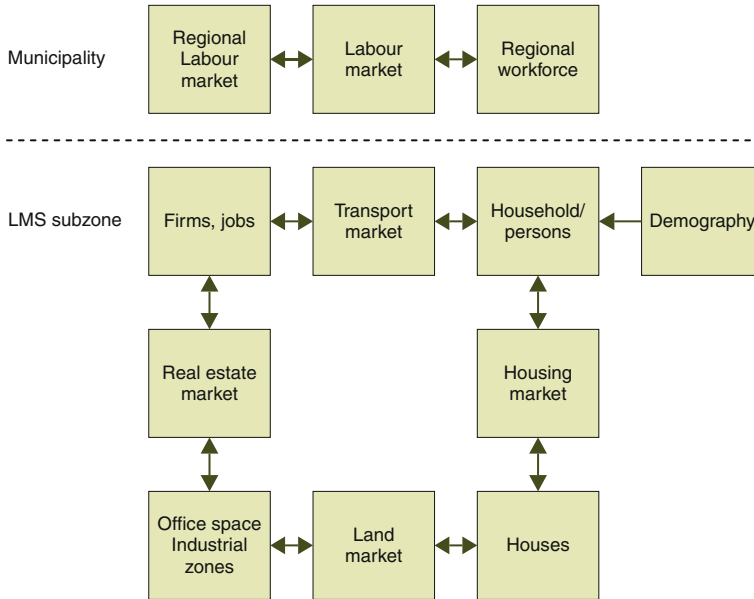 Municipality
Regional
Labour
market
Labour
market
Regional
workforce
LMS subzone
Firms, jobs
Transport
market
Household/
persons
Demography
Real estate
market
Housing
market
Office space
Industrial
zones
Land
market
Houses